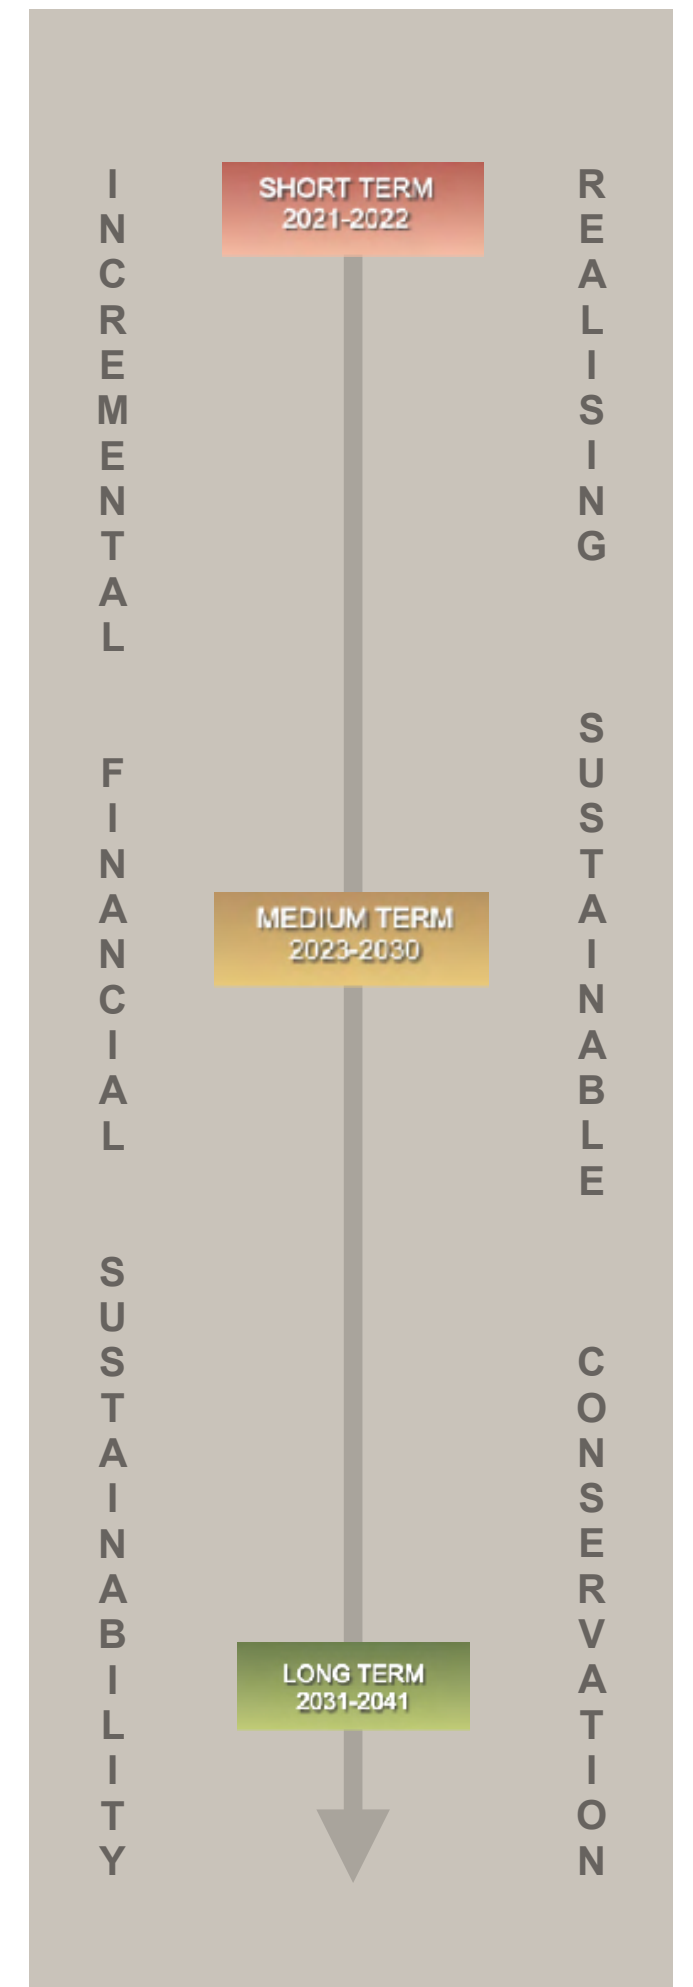 INCREMENTAL FINANCIAL SUSTAINABILITY
SHORT TERM
2021-2022
MEDIUM TERM
2023-2030
LONG TERM
2031-2041
REALISING SUSTAINABLE CONSERVATION